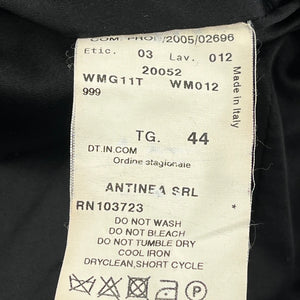 COM. PROD /2005/02696
Etic. 03 Lav. 012
20052
WMG11T WM012
999
Made in Italy
TG. 44
DT.IN.COM
Ordine stagionale
ANTINEA SRL
RN103723
DO NOT WASH
DO NOT BLEACH
DO NOT TUMBLE DRY
COOL IRON
DRYCLEAN,SHORT CYCLE